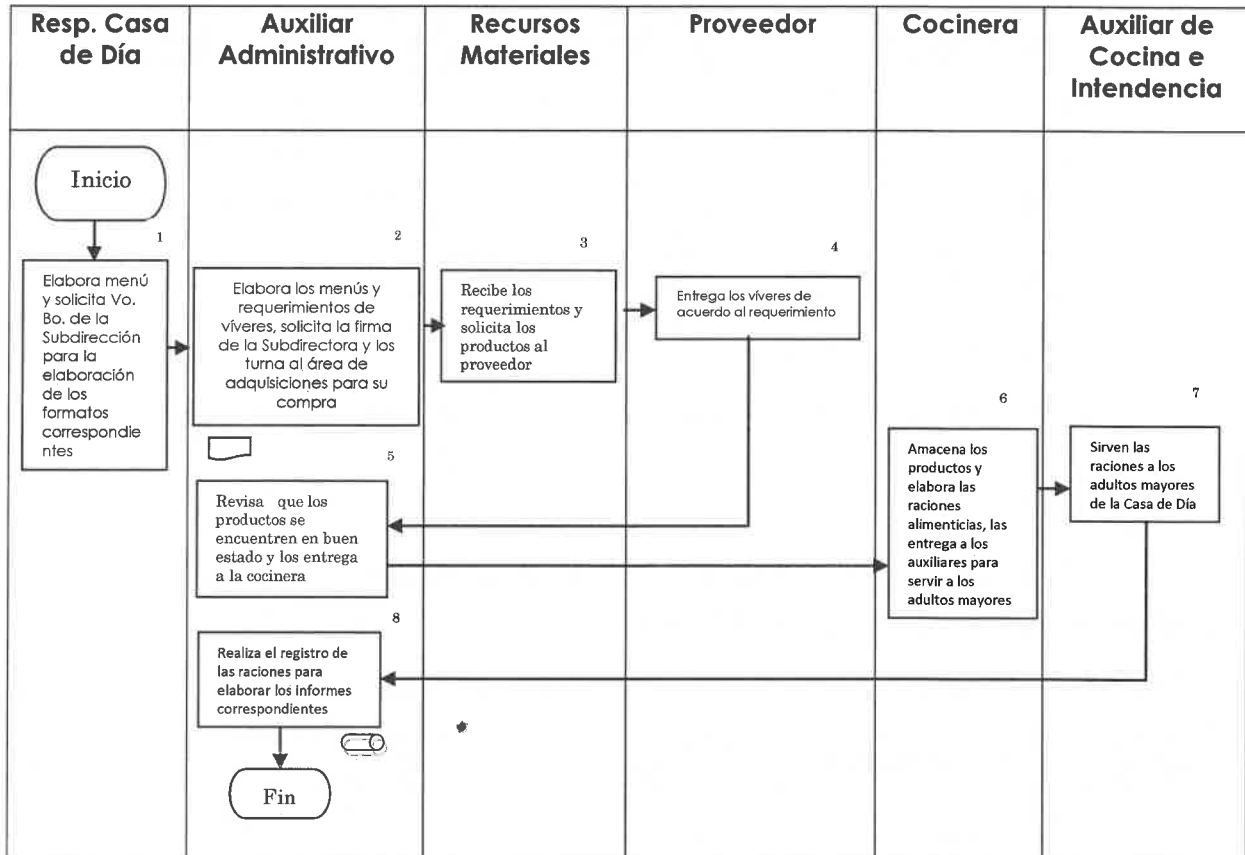 Resp. Casa
de Día
Auxiliar
Administrativo
Recursos
Materiales
Proveedor
Cocinera
Auxiliar de
Cocina e
Intendencia
Inicio
1
Elabora menú
y solicita Vo.
Bo. de la
Subdirección
para la
elaboración
de los
formatos
correspondie
ntes
2
Elabora los menús y
requerimientos de
víveres, solicita la firma
de la Subdirectora y los
turna al área de
adquisiciones para su
compra
3
Recibe los
requerimientos y
solicita los
productos al
proveedor
4
Entrega los víveres de
acuerdo al requerimiento
5
Revisa que los
productos se
encuentren en buen
estado y los entrega
a la cocinera
6
Amacena los
productos y
elabora las
raciones
alimenticias, las
entrega a los
auxiliares para
servir a los
adultos mayores
7
Sirven las
raciones a los
adultos mayores
de la Casa de Día
8
Realiza el registro de
las raciones para
elaborar los informes
correspondientes
Fin